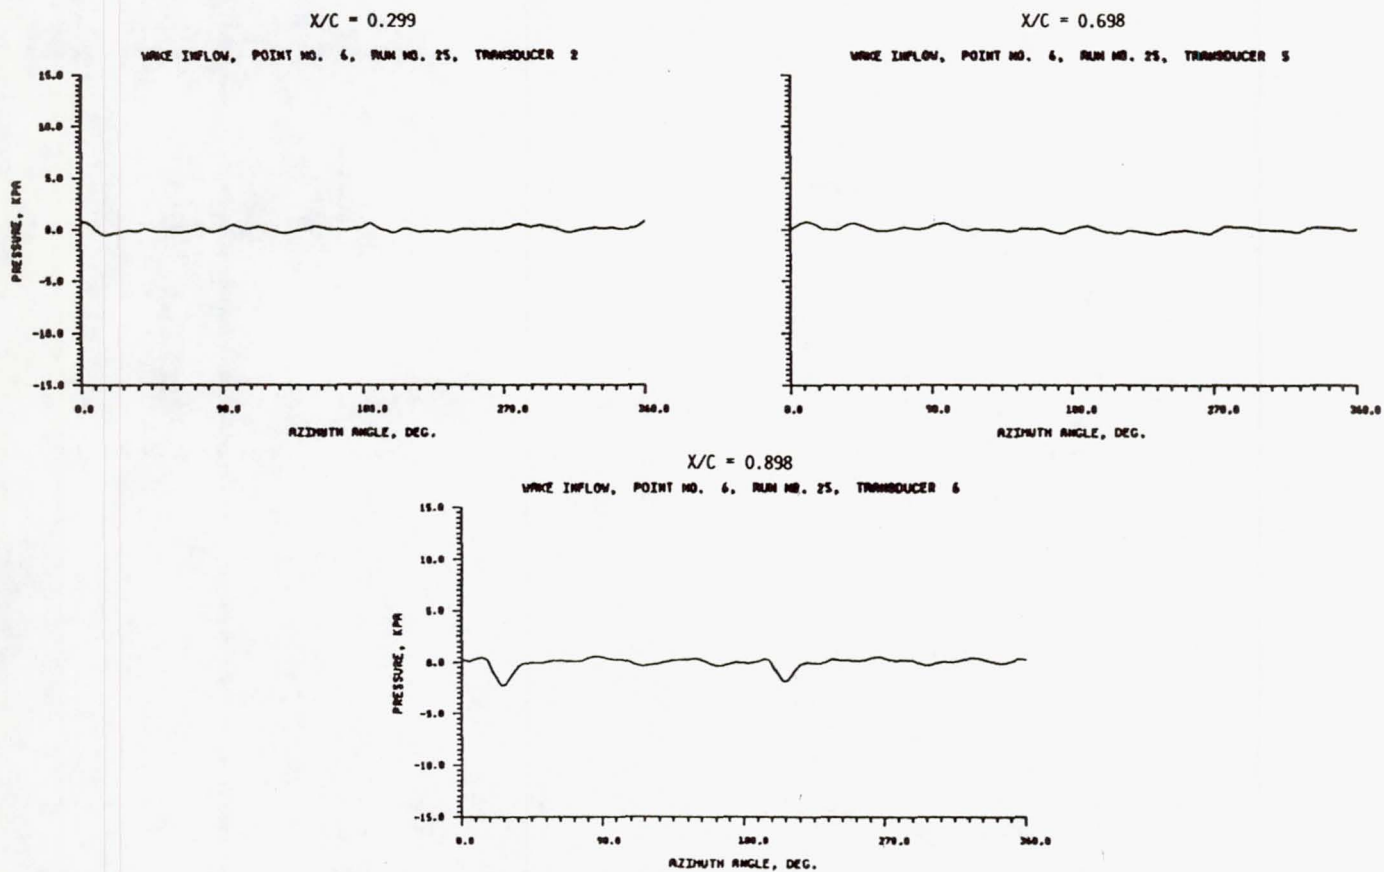 X/C = 0.299
WAKE INFLOW, POINT NO. 6, RUN NO. 25, TRANSDUCER 2
15.0
10.0
5.0
0.0
-5.0
-10.0
-15.0
PRESSURE, KPA
0.0 90.0 180.0 270.0 360.0
AZIMUTH ANGLE, DEG.
X/C = 0.698
WAKE INFLOW, POINT NO. 6, RUN NO. 25, TRANSDUCER 5
0.0 90.0 180.0 270.0 360.0
AZIMUTH ANGLE, DEG.
X/C = 0.898
WAKE INFLOW, POINT NO. 6, RUN NO. 25, TRANSDUCER 6
15.0
10.0
5.0
0.0
-5.0
-10.0
-15.0
PRESSURE, KPA
0.0 90.0 180.0 270.0 360.0
AZIMUTH ANGLE, DEG.